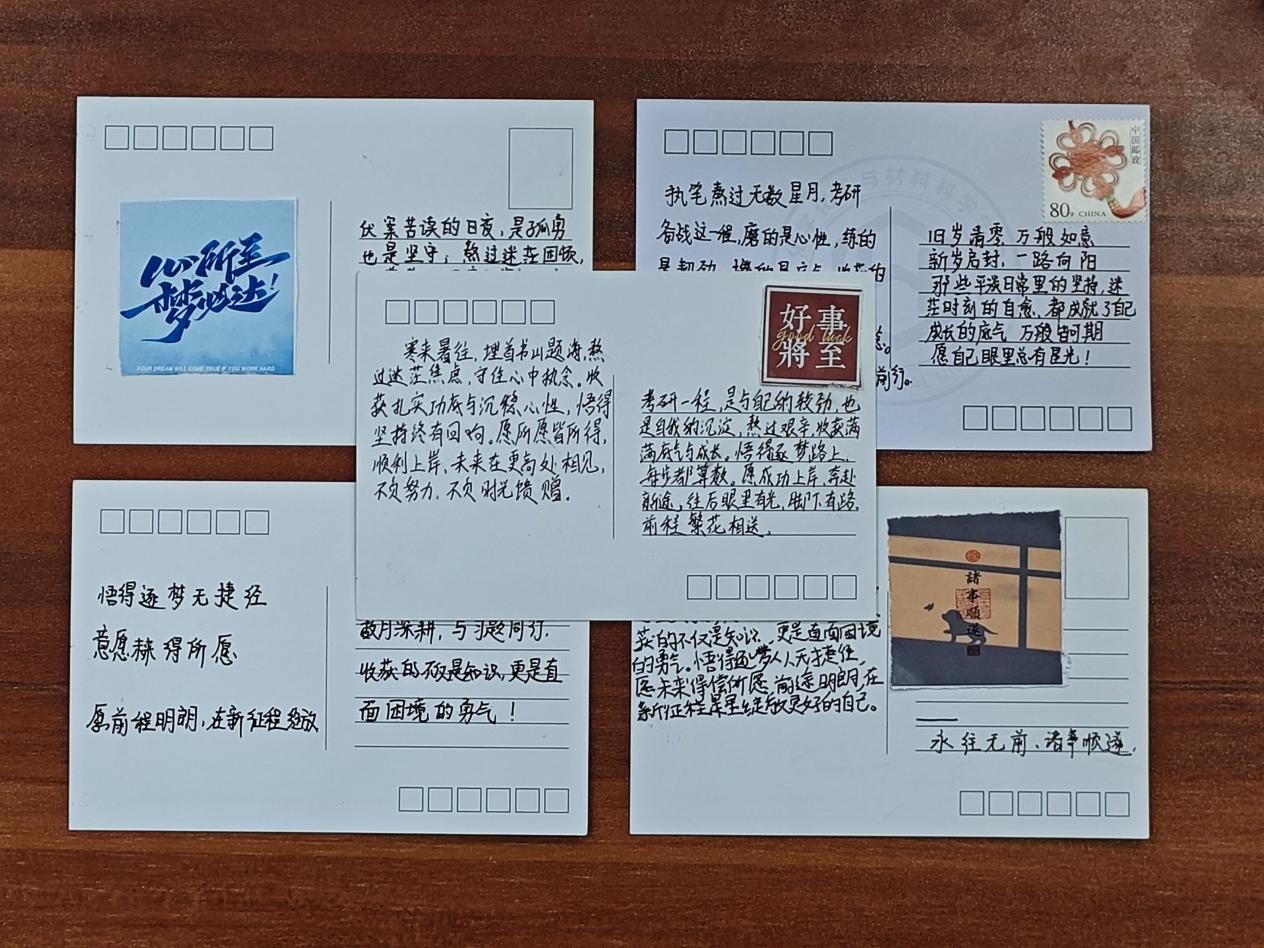 心所至
梦必达!
YOUR DREAM WILL COME TRUE IF YOU WORK HARD
伏案苦读的日夜,是孤勇
也是坚守,熬过迷茫困顿,
执笔熬过无数星月,考研
备战这一程,磨的是心性,练的
与材料科学
中国邮政
80分 CHINA
旧岁清零 万般如意
新岁启封,一路向阳
那些平淡日常里的坚持,迷
茫时刻的自愈,都成就了自己
成长的底气 万般皆可期
愿自己眼里总有星光!
前行。
寒来暑往,埋首书山题海,熬
过迷茫焦虑,守住心中执念。收
获扎实功底与沉稳心性,悟得
坚持终有回响。愿所愿皆所得,
顺利上岸,未来在更高处相见,
不负努力,不负时光馈赠。
好事
good luck
將至
考研一程,是与自己的较劲,也
是自我的沉淀,熬过艰辛,收获满
满底气与成长。悟得逐梦路上,
每步都算数。愿成功上岸,奔赴
新途,往后眼里有光,脚下有路,
前程繁花相送。
悟得逐梦无捷径
意愿 得所愿
愿前程明朗,在新征程绽放
数月深耕,与习题同行,
收获的不仅是知识,更是直
面困境的勇气!
获的不仅是知识,更是直面困境
的勇气。悟得逐梦 无捷径,
愿未来得偿所愿,前途明朗,在
新征程里绽放更好的自己。
諸事順遂
永往无前、诸事顺遂。